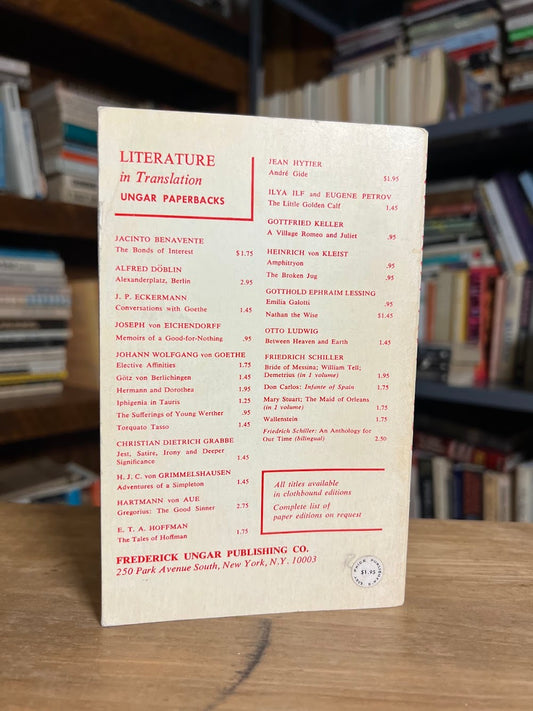 LITERATURE
in Translation
UNGAR PAPERBACKS
JACINTO BENAVENTE
The Bonds of Interest $1.75
ALFRED DÖBLIN
Alexanderplatz, Berlin 2.95
J. P. ECKERMANN
Conversations with Goethe 1.45
JOSEPH von EICHENDORFF
Memoirs of a Good-for-Nothing .95
JOHANN WOLFGANG von GOETHE
Elective Affinities 1.75
Götz von Berlichingen 1.45
Hermann and Dorothea 1.95
Iphigenia in Tauris 1.25
The Sufferings of Young Werther .95
Torquato Tasso 1.45
CHRISTIAN DIETRICH GRABBE
Jest, Satire, Irony and Deeper
Significance 1.45
H. J. C. von GRIMMELSHAUSEN
Adventures of a Simpleton 1.45
HARTMANN von AUE
Gregorius: The Good Sinner 2.75
E. T. A. HOFFMAN
The Tales of Hoffman 1.75
JEAN HYTIER
André Gide $1.95
ILYA ILF and EUGENE PETROV
The Little Golden Calf 1.45
GOTTFRIED KELLER
A Village Romeo and Juliet .95
HEINRICH von KLEIST
Amphitryon .95
The Broken Jug .95
GOTTHOLD EPHRAIM LESSING
Emilia Galotti .95
Nathan the Wise $1.45
OTTO LUDWIG
Between Heaven and Earth 1.45
FRIEDRICH SCHILLER
Bride of Messina; William Tell;
Demetrius (in 1 volume) 1.95
Don Carlos: Infante of Spain 1.75
Mary Stuart; The Maid of Orleans
(in 1 volume) 1.75
Wallenstein 1.75
Friedrich Schiller: An Anthology for
Our Time (bilingual) 2.50
All titles available
in clothbound editions
Complete list of
paper editions on request
FREDERICK UNGAR PUBLISHING CO.
250 Park Avenue South, New York, N.Y. 10003
PUBLISHER'S LIST PRICE
$1.95